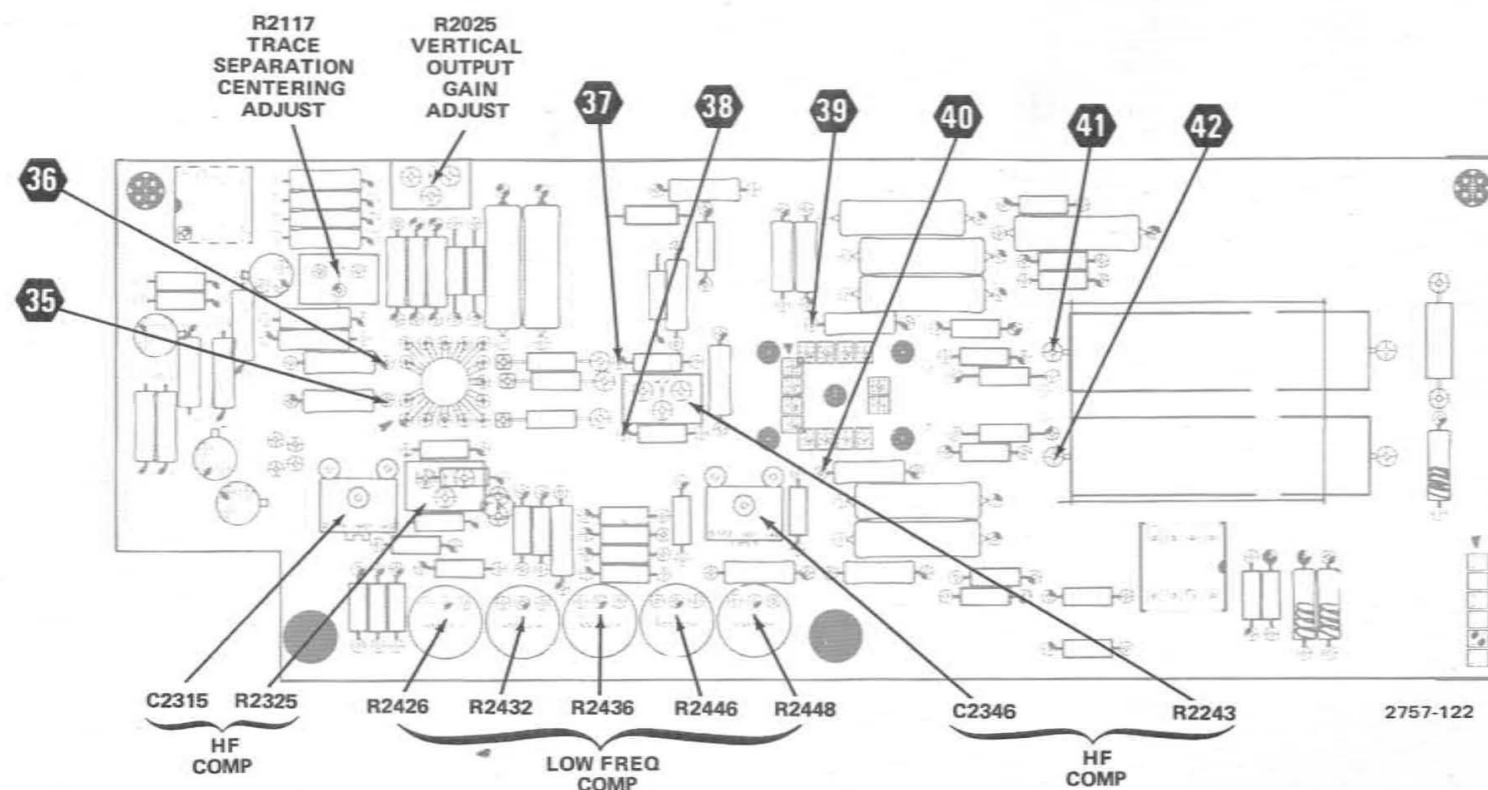 R2117
TRACE
SEPARATION
CENTERING
ADJUST
R2025
VERTICAL
OUTPUT
GAIN
ADJUST
37
38
39
40
41
42
36
35
C2315 R2325
HF
COMP
R2426 R2432 R2436 R2446 R2448
LOW FREQ
COMP
C2346 R2243
HF
COMP
2757-122